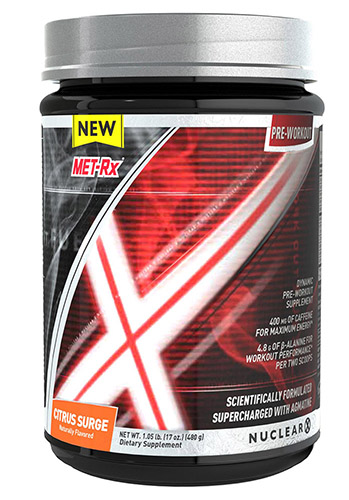 NEW
MET-Rx
PRE-WORKOUT
X
DYNAMIC
PRE-WORKOUT
SUPPLEMENT
400 MG OF CAFFEINE
FOR MAXIMUM ENERGY*
4.8 g OF β-ALANINE FOR
WORKOUT PERFORMANCE*
PER TWO SCOOPS
SCIENTIFICALLY FORMULATED
SUPERCHARGED WITH AGMATINE
CITRUS SURGE
Naturally Flavored
NET WT. 1.05 lb. (17 oz.) (480 g)
Dietary Supplement
NUCLEAR X